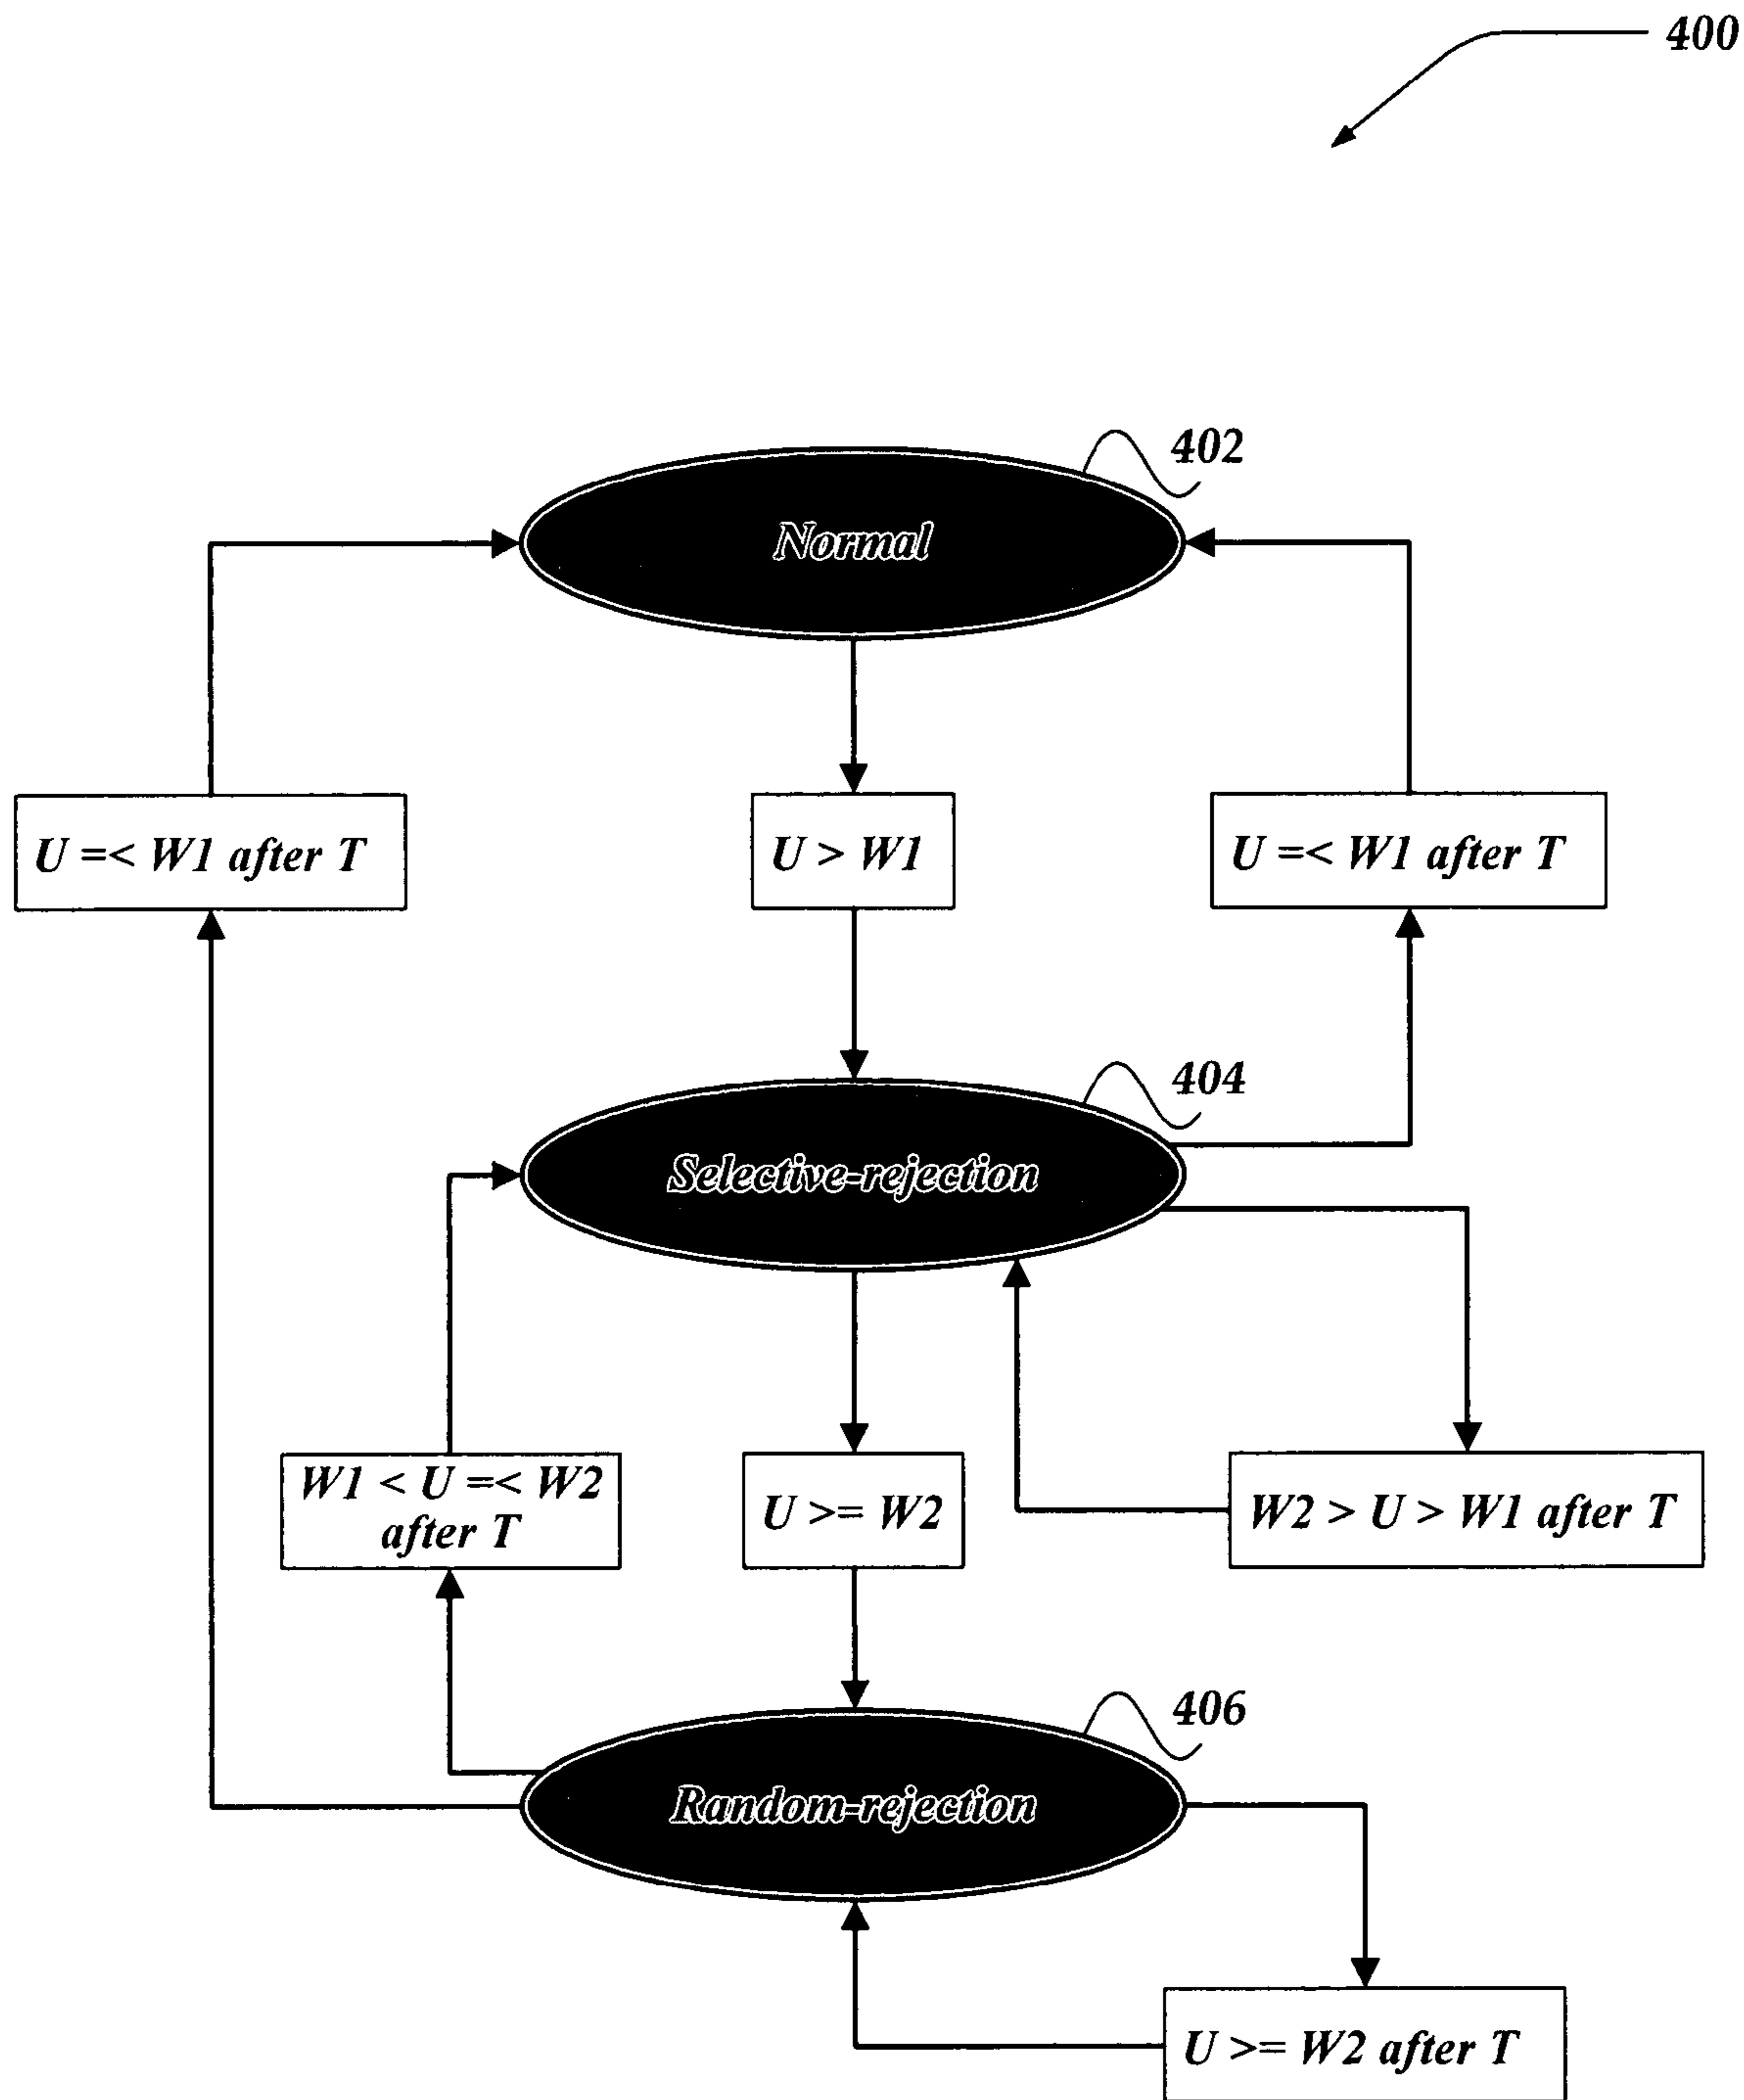 400
402
Normal
U =< W1 after T
U > W1
U =< W1 after T
404
Selective-rejection
W1 < U =< W2
after T
U >= W2
W2 > U > W1 after T
406
Random-rejection
U >= W2 after T